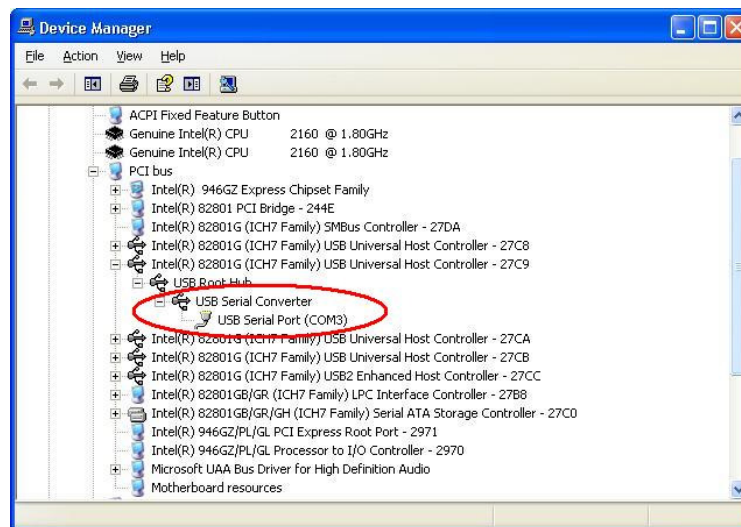 Device Manager
File Action View Help
ACPI Fixed Feature Button
Genuine Intel(R) CPU 2160 @ 1.80GHz
Genuine Intel(R) CPU 2160 @ 1.80GHz
PCI bus
Intel(R) 946GZ Express Chipset Family
Intel(R) 82801 PCI Bridge - 244E
Intel(R) 82801G (ICH7 Family) SMBus Controller - 27DA
Intel(R) 82801G (ICH7 Family) USB Universal Host Controller - 27C8
Intel(R) 82801G (ICH7 Family) USB Universal Host Controller - 27C9
USB Root Hub
USB Serial Converter
USB Serial Port (COM3)
Intel(R) 82801G (ICH7 Family) USB Universal Host Controller - 27CA
Intel(R) 82801G (ICH7 Family) USB Universal Host Controller - 27CB
Intel(R) 82801G (ICH7 Family) USB2 Enhanced Host Controller - 27CC
Intel(R) 82801GB/GR (ICH7 Family) LPC Interface Controller - 27B8
Intel(R) 82801GB/GR/GH (ICH7 Family) Serial ATA Storage Controller - 27C0
Intel(R) 946GZ/PL/GL PCI Express Root Port - 2971
Intel(R) 946GZ/PL/GL Processor to I/O Controller - 2970
Microsoft UAA Bus Driver for High Definition Audio
Motherboard resources